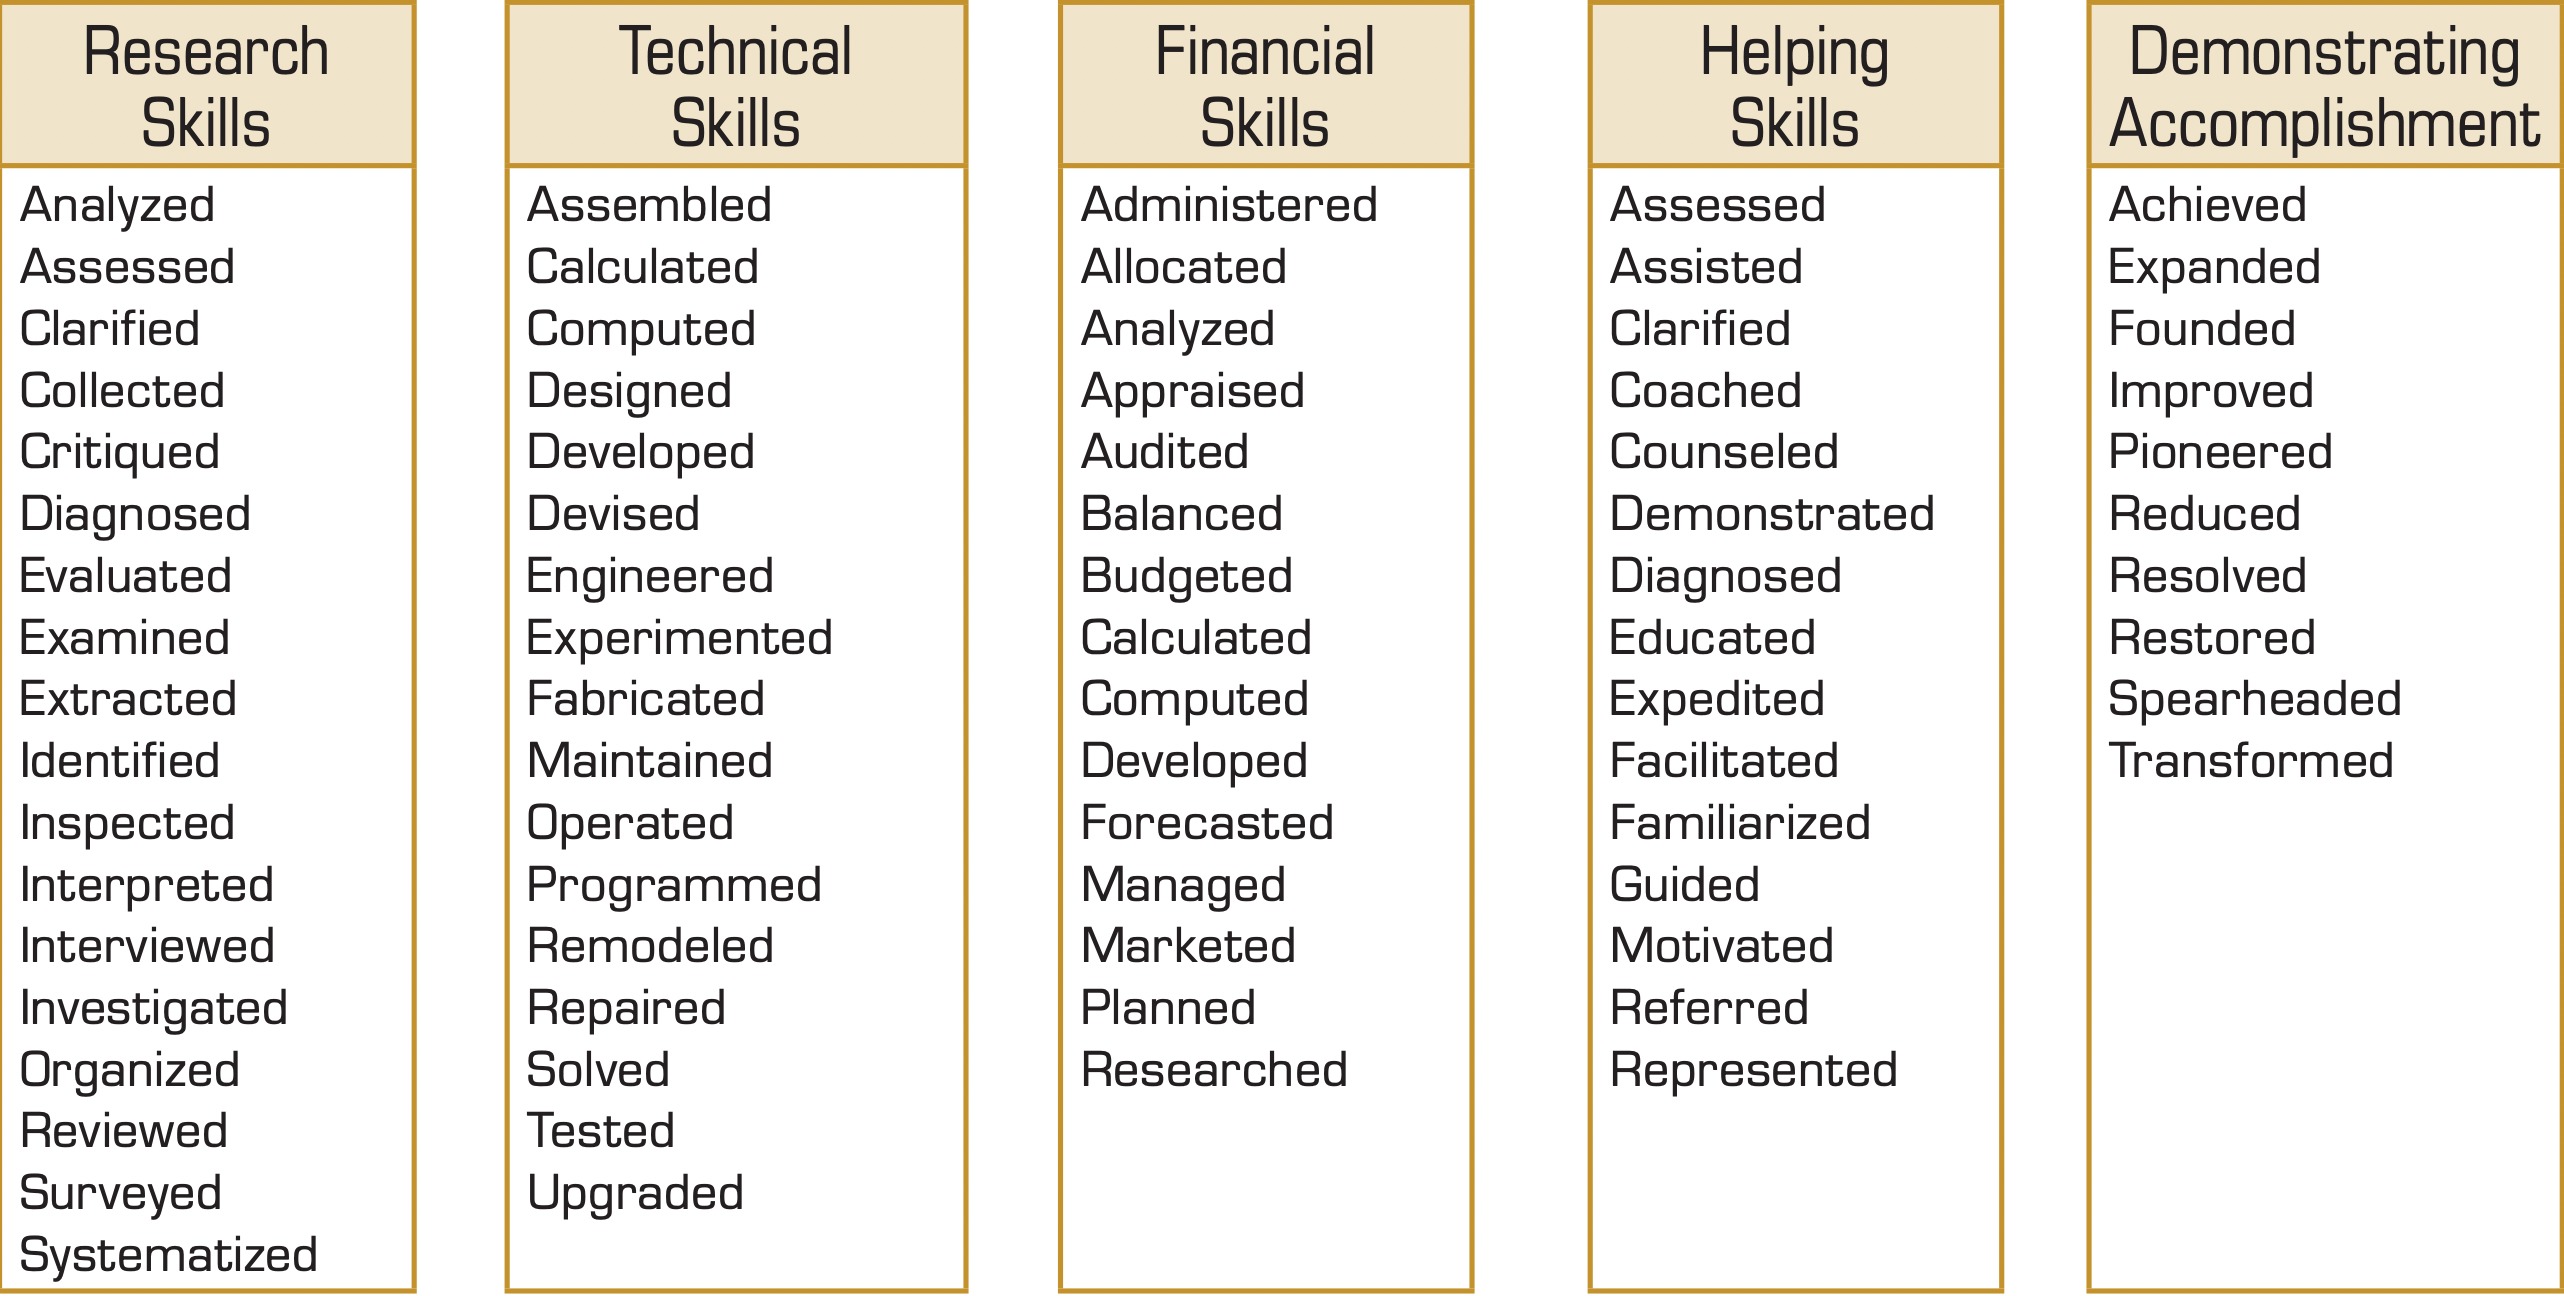 Research
Skills
Analyzed
Assessed
Clarified
Collected
Critiqued
Diagnosed
Evaluated
Examined
Extracted
Identified
Inspected
Interpreted
Interviewed
Investigated
Organized
Reviewed
Surveyed
Systematized
Technical
Skills
Assembled
Calculated
Computed
Designed
Developed
Devised
Engineered
Experimented
Fabricated
Maintained
Operated
Programmed
Remodeled
Repaired
Solved
Tested
Upgraded
Financial
Skills
Administered
Allocated
Analyzed
Appraised
Audited
Balanced
Budgeted
Calculated
Computed
Developed
Forecasted
Managed
Marketed
Planned
Researched
Helping
Skills
Assessed
Assisted
Clarified
Coached
Counseled
Demonstrated
Diagnosed
Educated
Expedited
Facilitated
Familiarized
Guided
Motivated
Referred
Represented
Demonstrating
Accomplishment
Achieved
Expanded
Founded
Improved
Pioneered
Reduced
Resolved
Restored
Spearheaded
Transformed